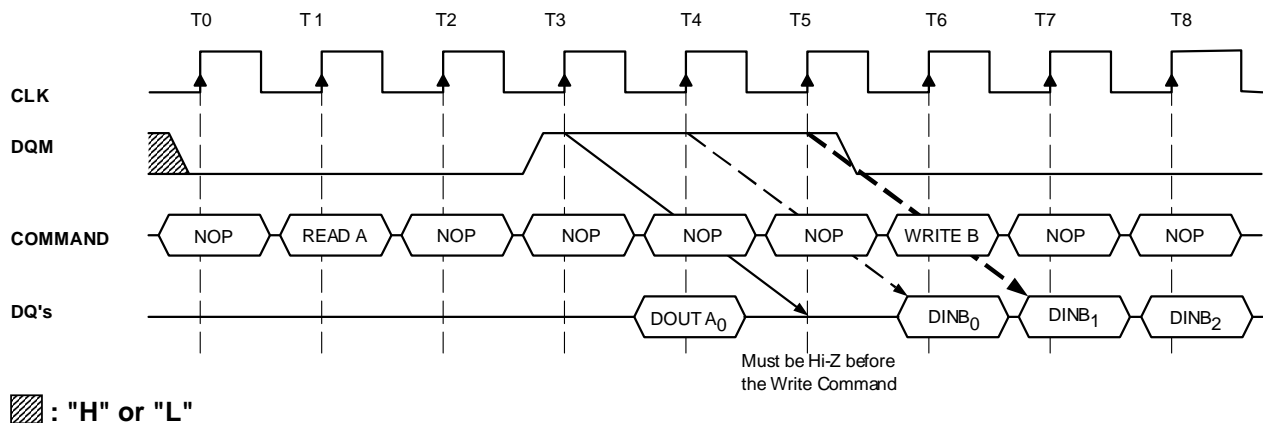 T0 T1 T2 T3 T4 T5 T6 T7 T8
CLK
DQM
COMMAND NOP READ A NOP NOP NOP NOP WRITE B NOP NOP
DQ's DOUT A0 DINB0 DINB1 DINB2
Must be Hi-Z before
the Write Command
: "H" or "L"